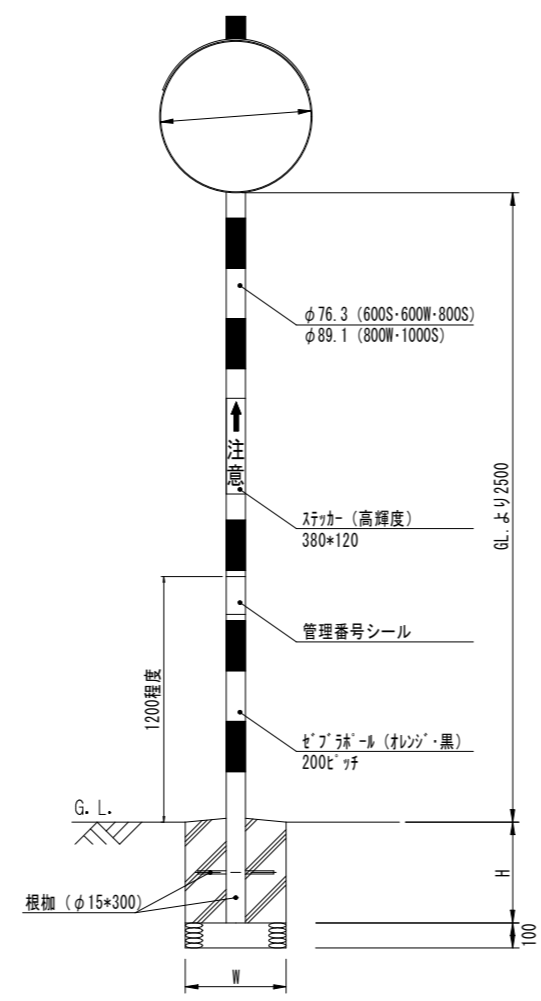 φ76.3 (600S・600W・800S)
φ89.1 (800W・1000S)
注意
ステッカー (高輝度)
380*120
GL.より2500
管理番号シール
1200程度
ゼブラポール (オレンジ・黒)
200ピッチ
G.L.
H
根枷 (φ15*300)
100
W